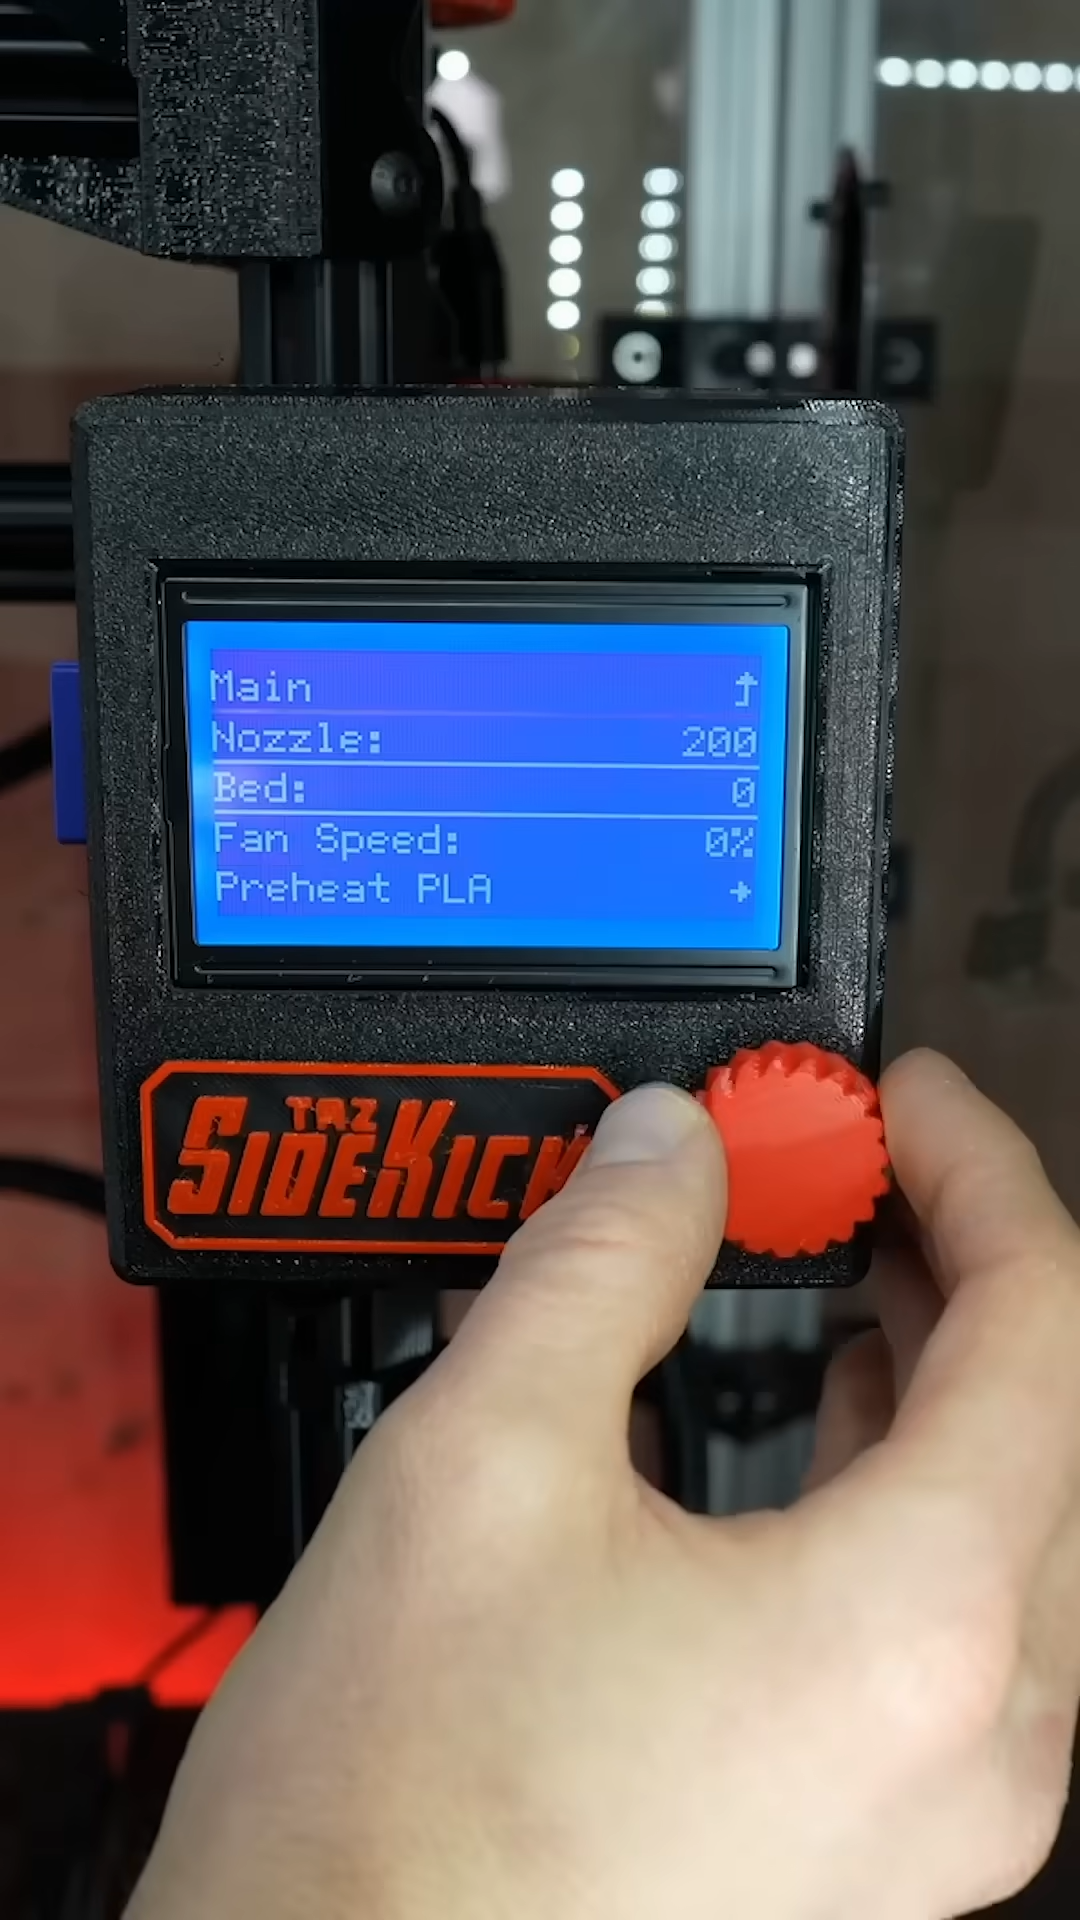 Main
Nozzle: 200
Bed: 0
Fan Speed: 0%
Preheat PLA
TAZ
SIDEKICK